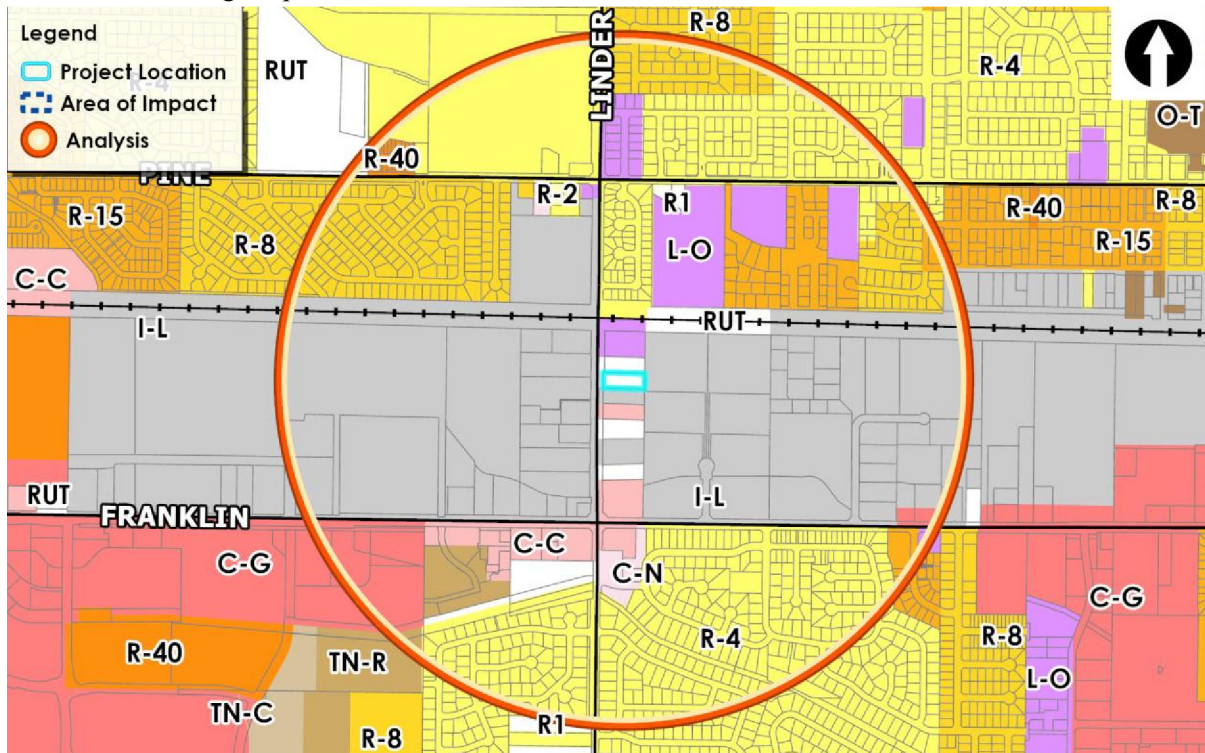 Legend
Project Location
Area of Impact
Analysis
RUT
LINDER
R-8
R-4
R-4
O-T
R-40
PINE
R-2
R1
R-40
R-8
R-15
R-8
L-O
R-15
C-C
I-L
RUT
RUT
I-L
FRANKLIN
C-G
C-C
C-N
C-G
R-4
R-8
R-40
TN-R
L-O
TN-C
R1
R-8